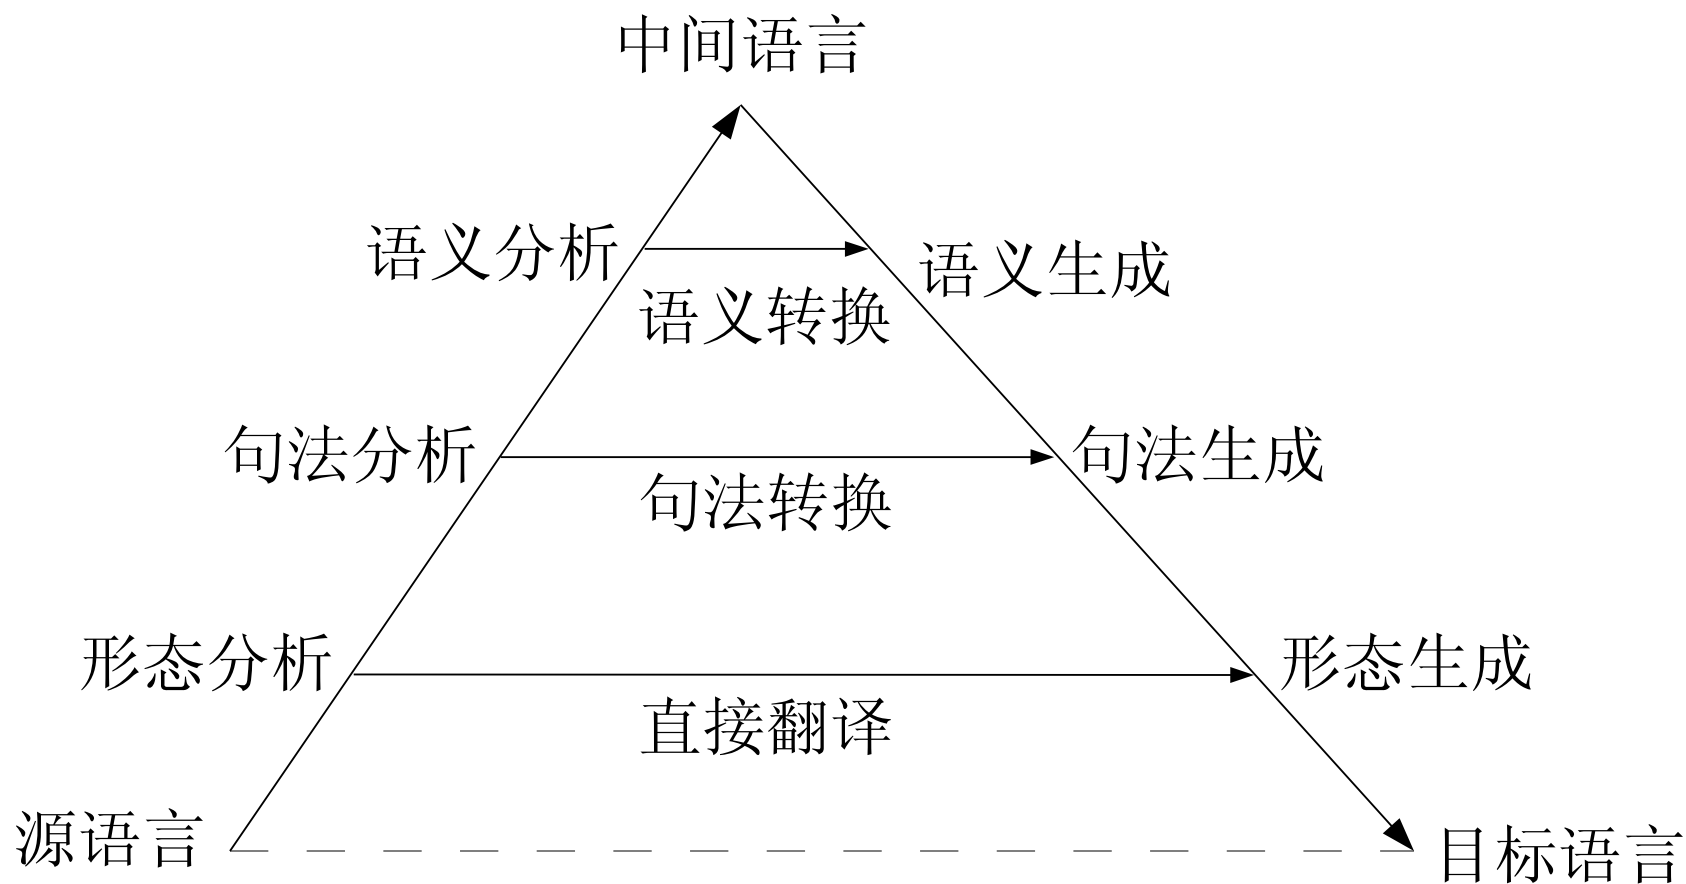 中间语言
语义分析
语义生成
语义转换
句法分析
句法生成
句法转换
形态分析
形态生成
直接翻译
源语言
目标语言